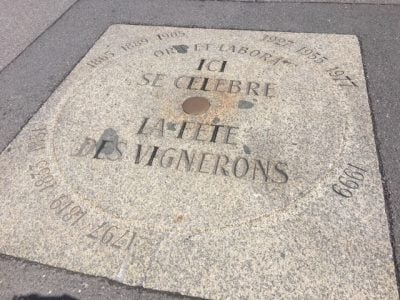 1865 1889 1905
ORA ET LABORA
1927 1955 1977
ICI
SE CELEBRE
LA FETE
DES VIGNERONS
1999
1797 1819 1833 1851